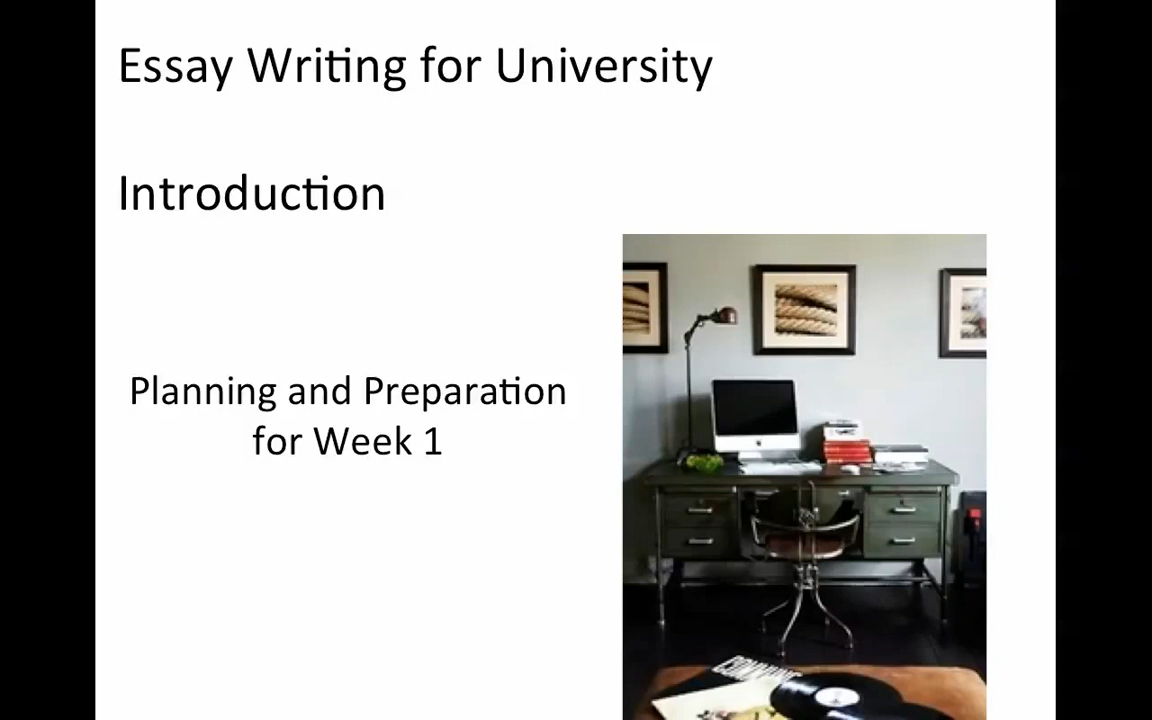 Essay Writing for University
Introduction
Planning and Preparation
for Week 1